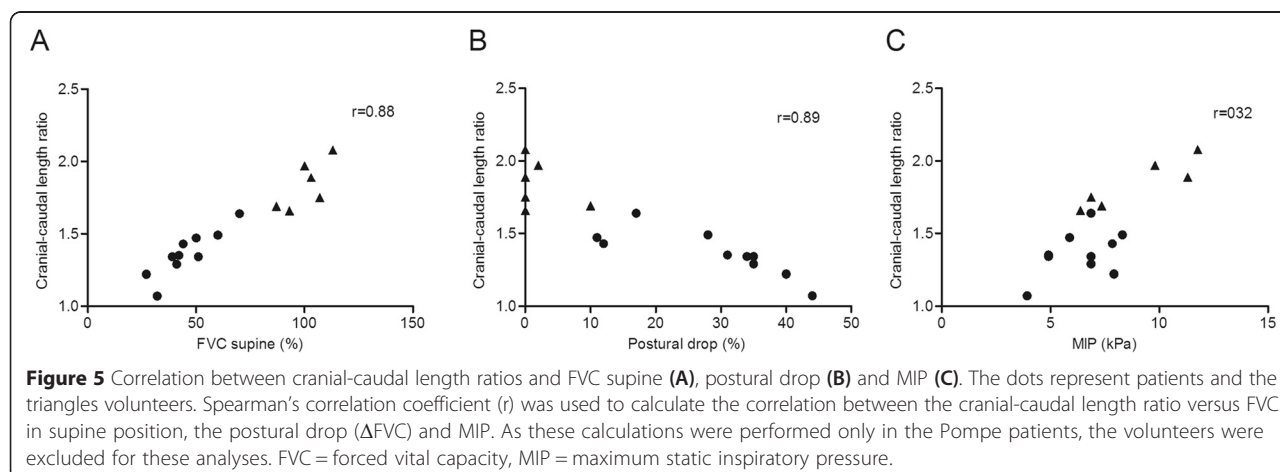 A
B
C
2.5
2.0
1.5
1.0
Cranial-caudal length ratio
r=0.88
0
50
100
150
FVC supine (%)
2.5
2.0
1.5
1.0
Cranial-caudal length ratio
r=0.89
0
10
20
30
40
50
Postural drop (%)
2.5
2.0
1.5
1.0
Cranial-caudal length ratio
r=032
0
5
10
15
MIP (kPa)
Figure 5 Correlation between cranial-caudal length ratios and FVC supine (A), postural drop (B) and MIP (C). The dots represent patients and the
triangles volunteers. Spearman's correlation coefficient (r) was used to calculate the correlation between the cranial-caudal length ratio versus FVC
in supine position, the postural drop (ΔFVC) and MIP. As these calculations were performed only in the Pompe patients, the volunteers were
excluded for these analyses. FVC = forced vital capacity, MIP = maximum static inspiratory pressure.